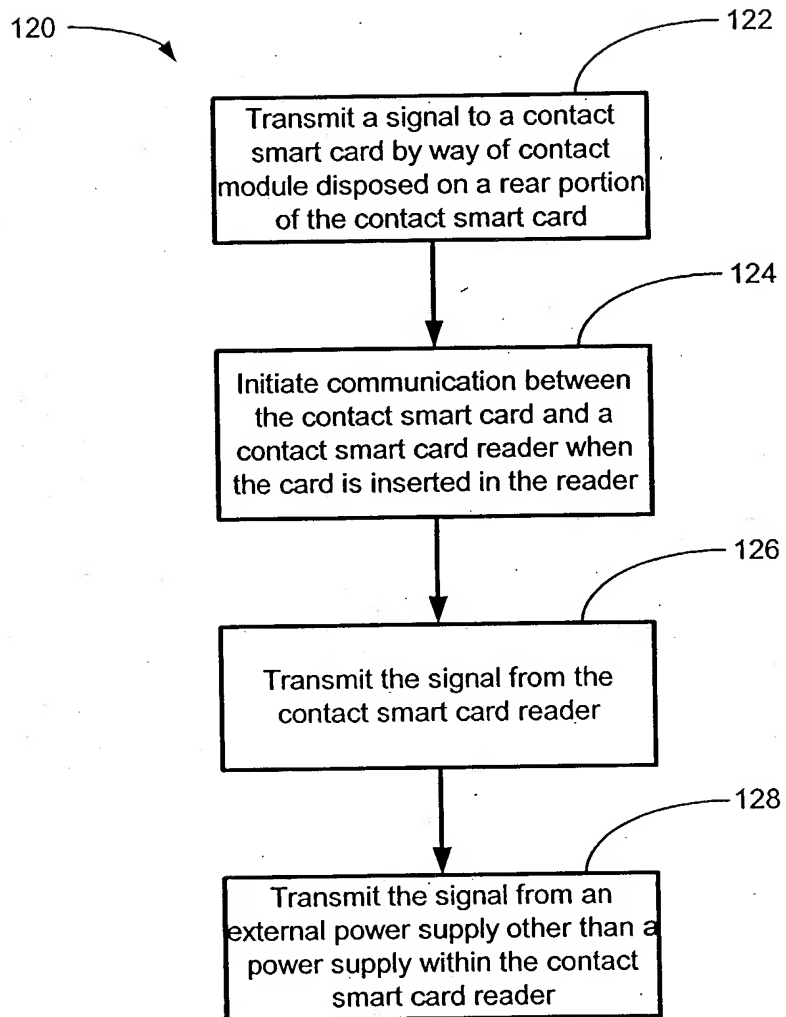 120
122
Transmit a signal to a contact
smart card by way of contact
module disposed on a rear portion
of the contact smart card
124
Initiate communication between
the contact smart card and a
contact smart card reader when
the card is inserted in the reader
126
Transmit the signal from the
contact smart card reader
128
Transmit the signal from an
external power supply other than a
power supply within the contact
smart card reader